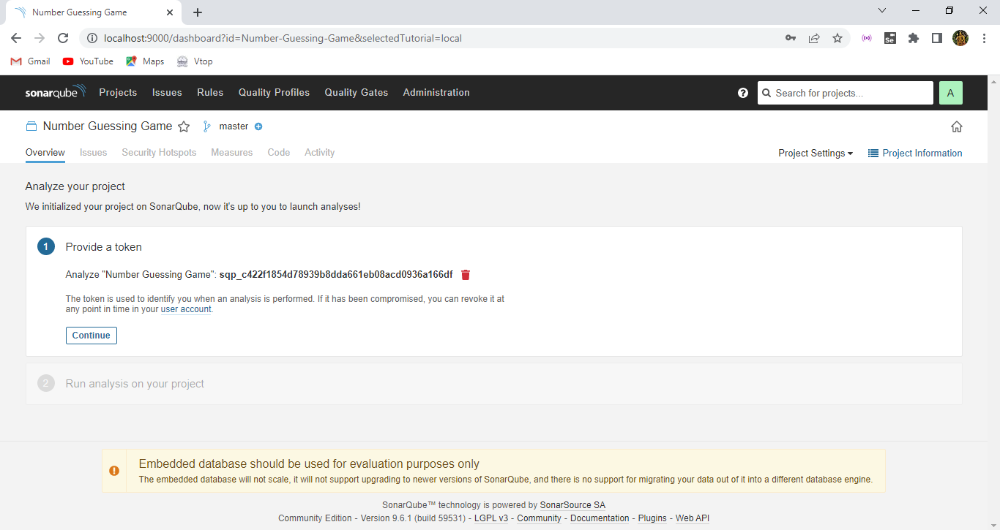 Number Guessing Game
localhost:9000/dashboard?id=Number-Guessing-Game&selectedTutorial=local
Se
Gmail YouTube Maps Vtop
sonarqube Projects Issues Rules Quality Profiles Quality Gates Administration Search for projects... A
Number Guessing Game master
Overview Issues Security Hotspots Measures Code Activity Project Settings Project Information
Analyze your project
We initialized your project on SonarQube, now it's up to you to launch analyses!
1 Provide a token
Analyze "Number Guessing Game": sqp_c422f1854d78939b8dda661eb08acd0936a166df
The token is used to identify you when an analysis is performed. If it has been compromised, you can revoke it at
any point in time in your user account.
Continue
2 Run analysis on your project
Embedded database should be used for evaluation purposes only
The embedded database will not scale, it will not support upgrading to newer versions of SonarQube, and there is no support for migrating your data out of it into a different database engine.
SonarQube™ technology is powered by SonarSource SA
Community Edition - Version 9.6.1 (build 59531) - LGPL v3 - Community - Documentation - Plugins - Web API